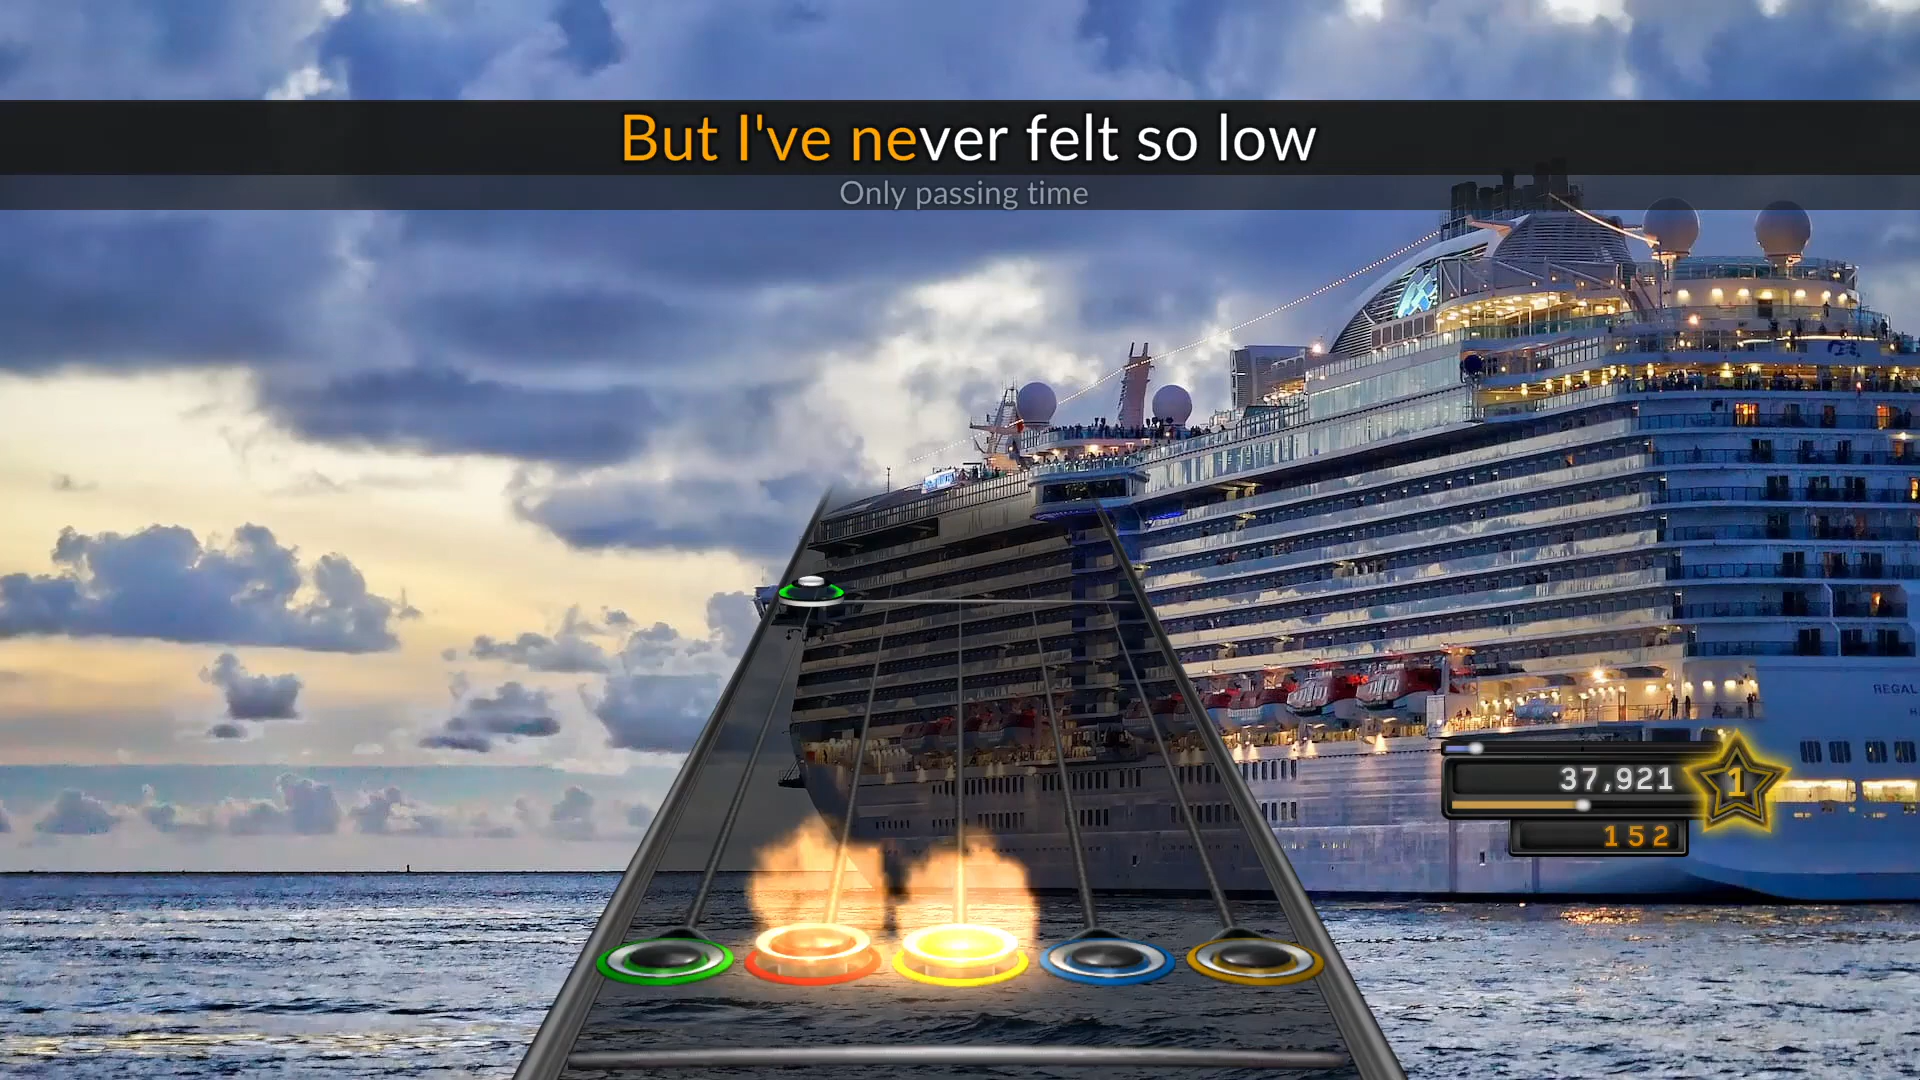 But I've never felt so low
Only passing time
REGAL
37,921
1
152